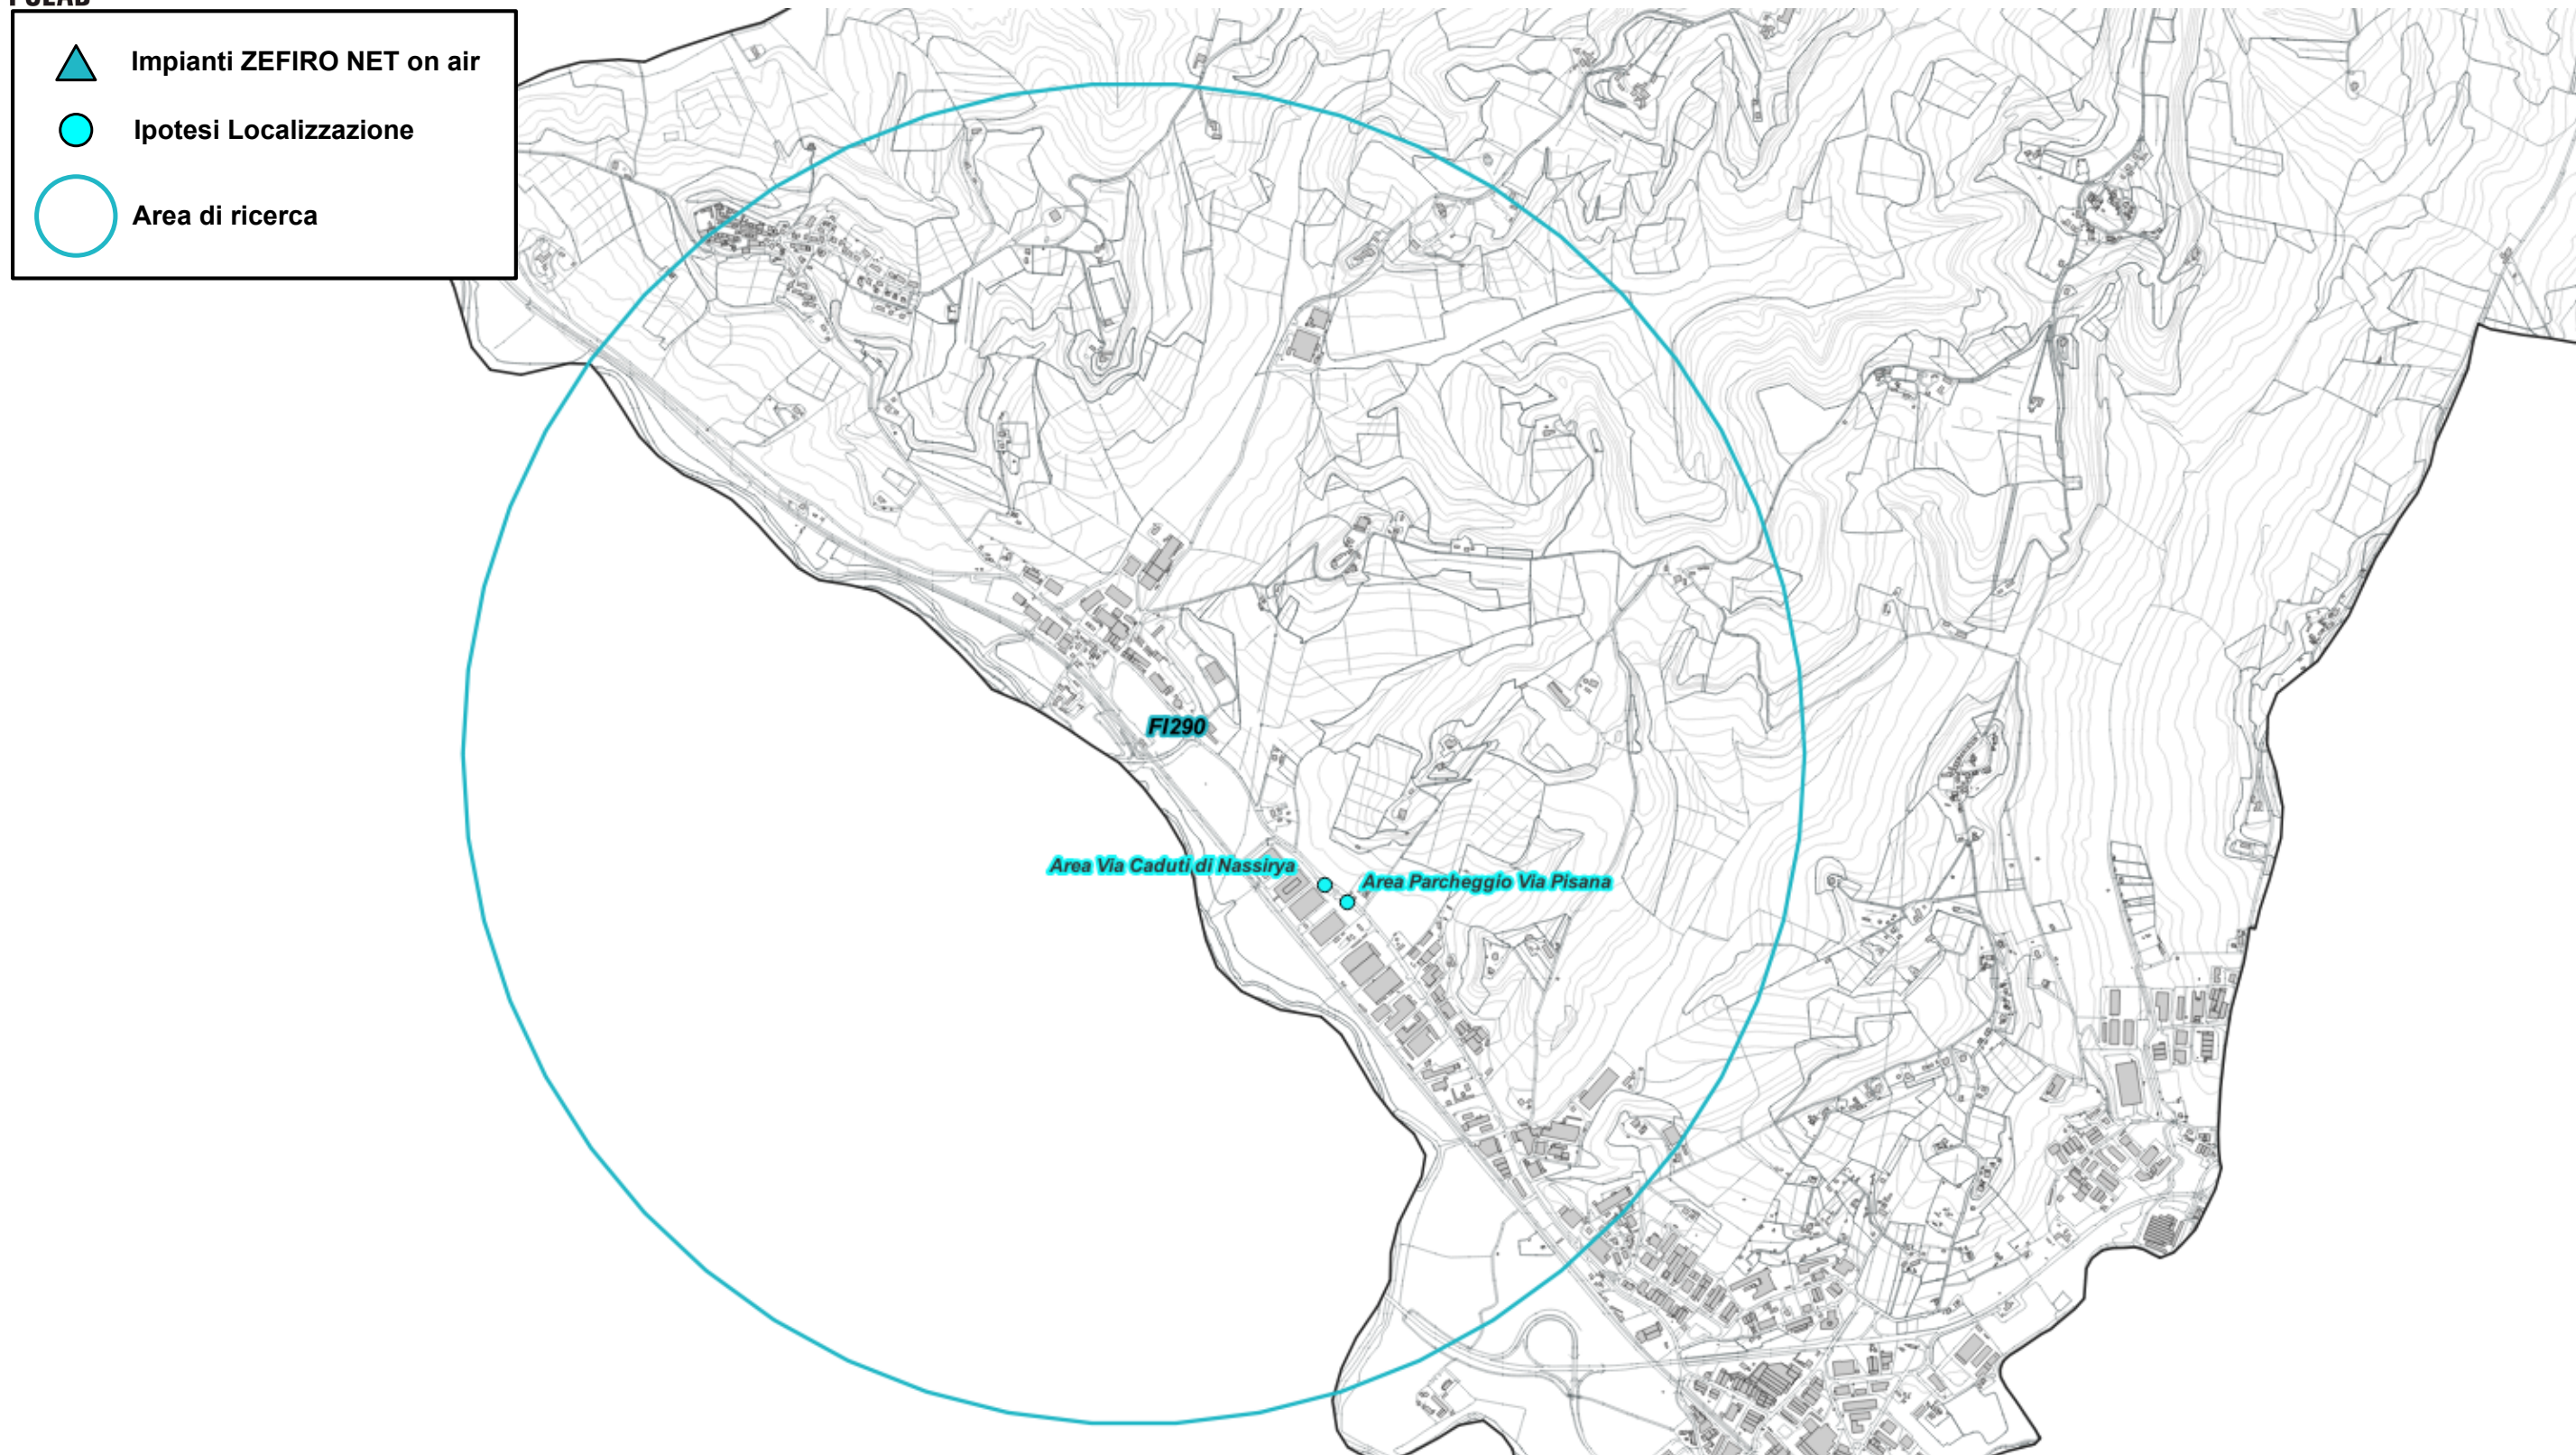 POLAB
Impianti ZEFIRO NET on air
Ipotesi Localizzazione
Area di ricerca
FI290
Area Via Caduti di Nassirya
Area Parcheggio Via Pisana